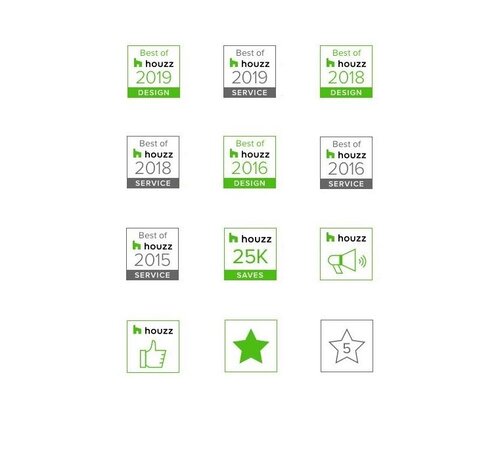 Best of
houzz
2019
DESIGN
Best of
houzz
2019
SERVICE
Best of
houzz
2018
DESIGN
Best of
houzz
2018
SERVICE
Best of
houzz
2016
DESIGN
Best of
houzz
2016
SERVICE
Best of
houzz
2015
SERVICE
houzz
25K
SAVES
houzz
houzz
5